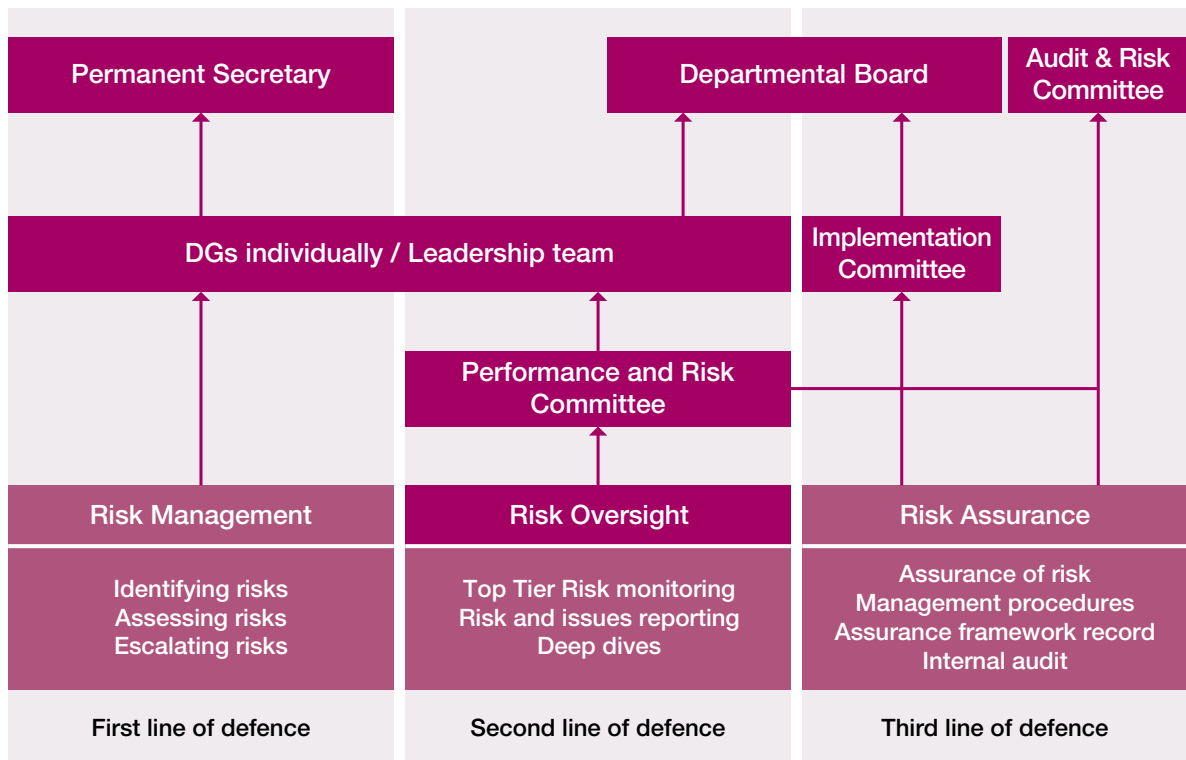 Permanent Secretary
Departmental Board
Audit & Risk
Committee
DGs individually / Leadership team
Implementation
Committee
Performance and Risk
Committee
Risk Management
Risk Oversight
Risk Assurance
Identifying risks
Assessing risks
Escalating risks
Top Tier Risk monitoring
Risk and issues reporting
Deep dives
Assurance of risk
Management procedures
Assurance framework record
Internal audit
First line of defence
Second line of defence
Third line of defence